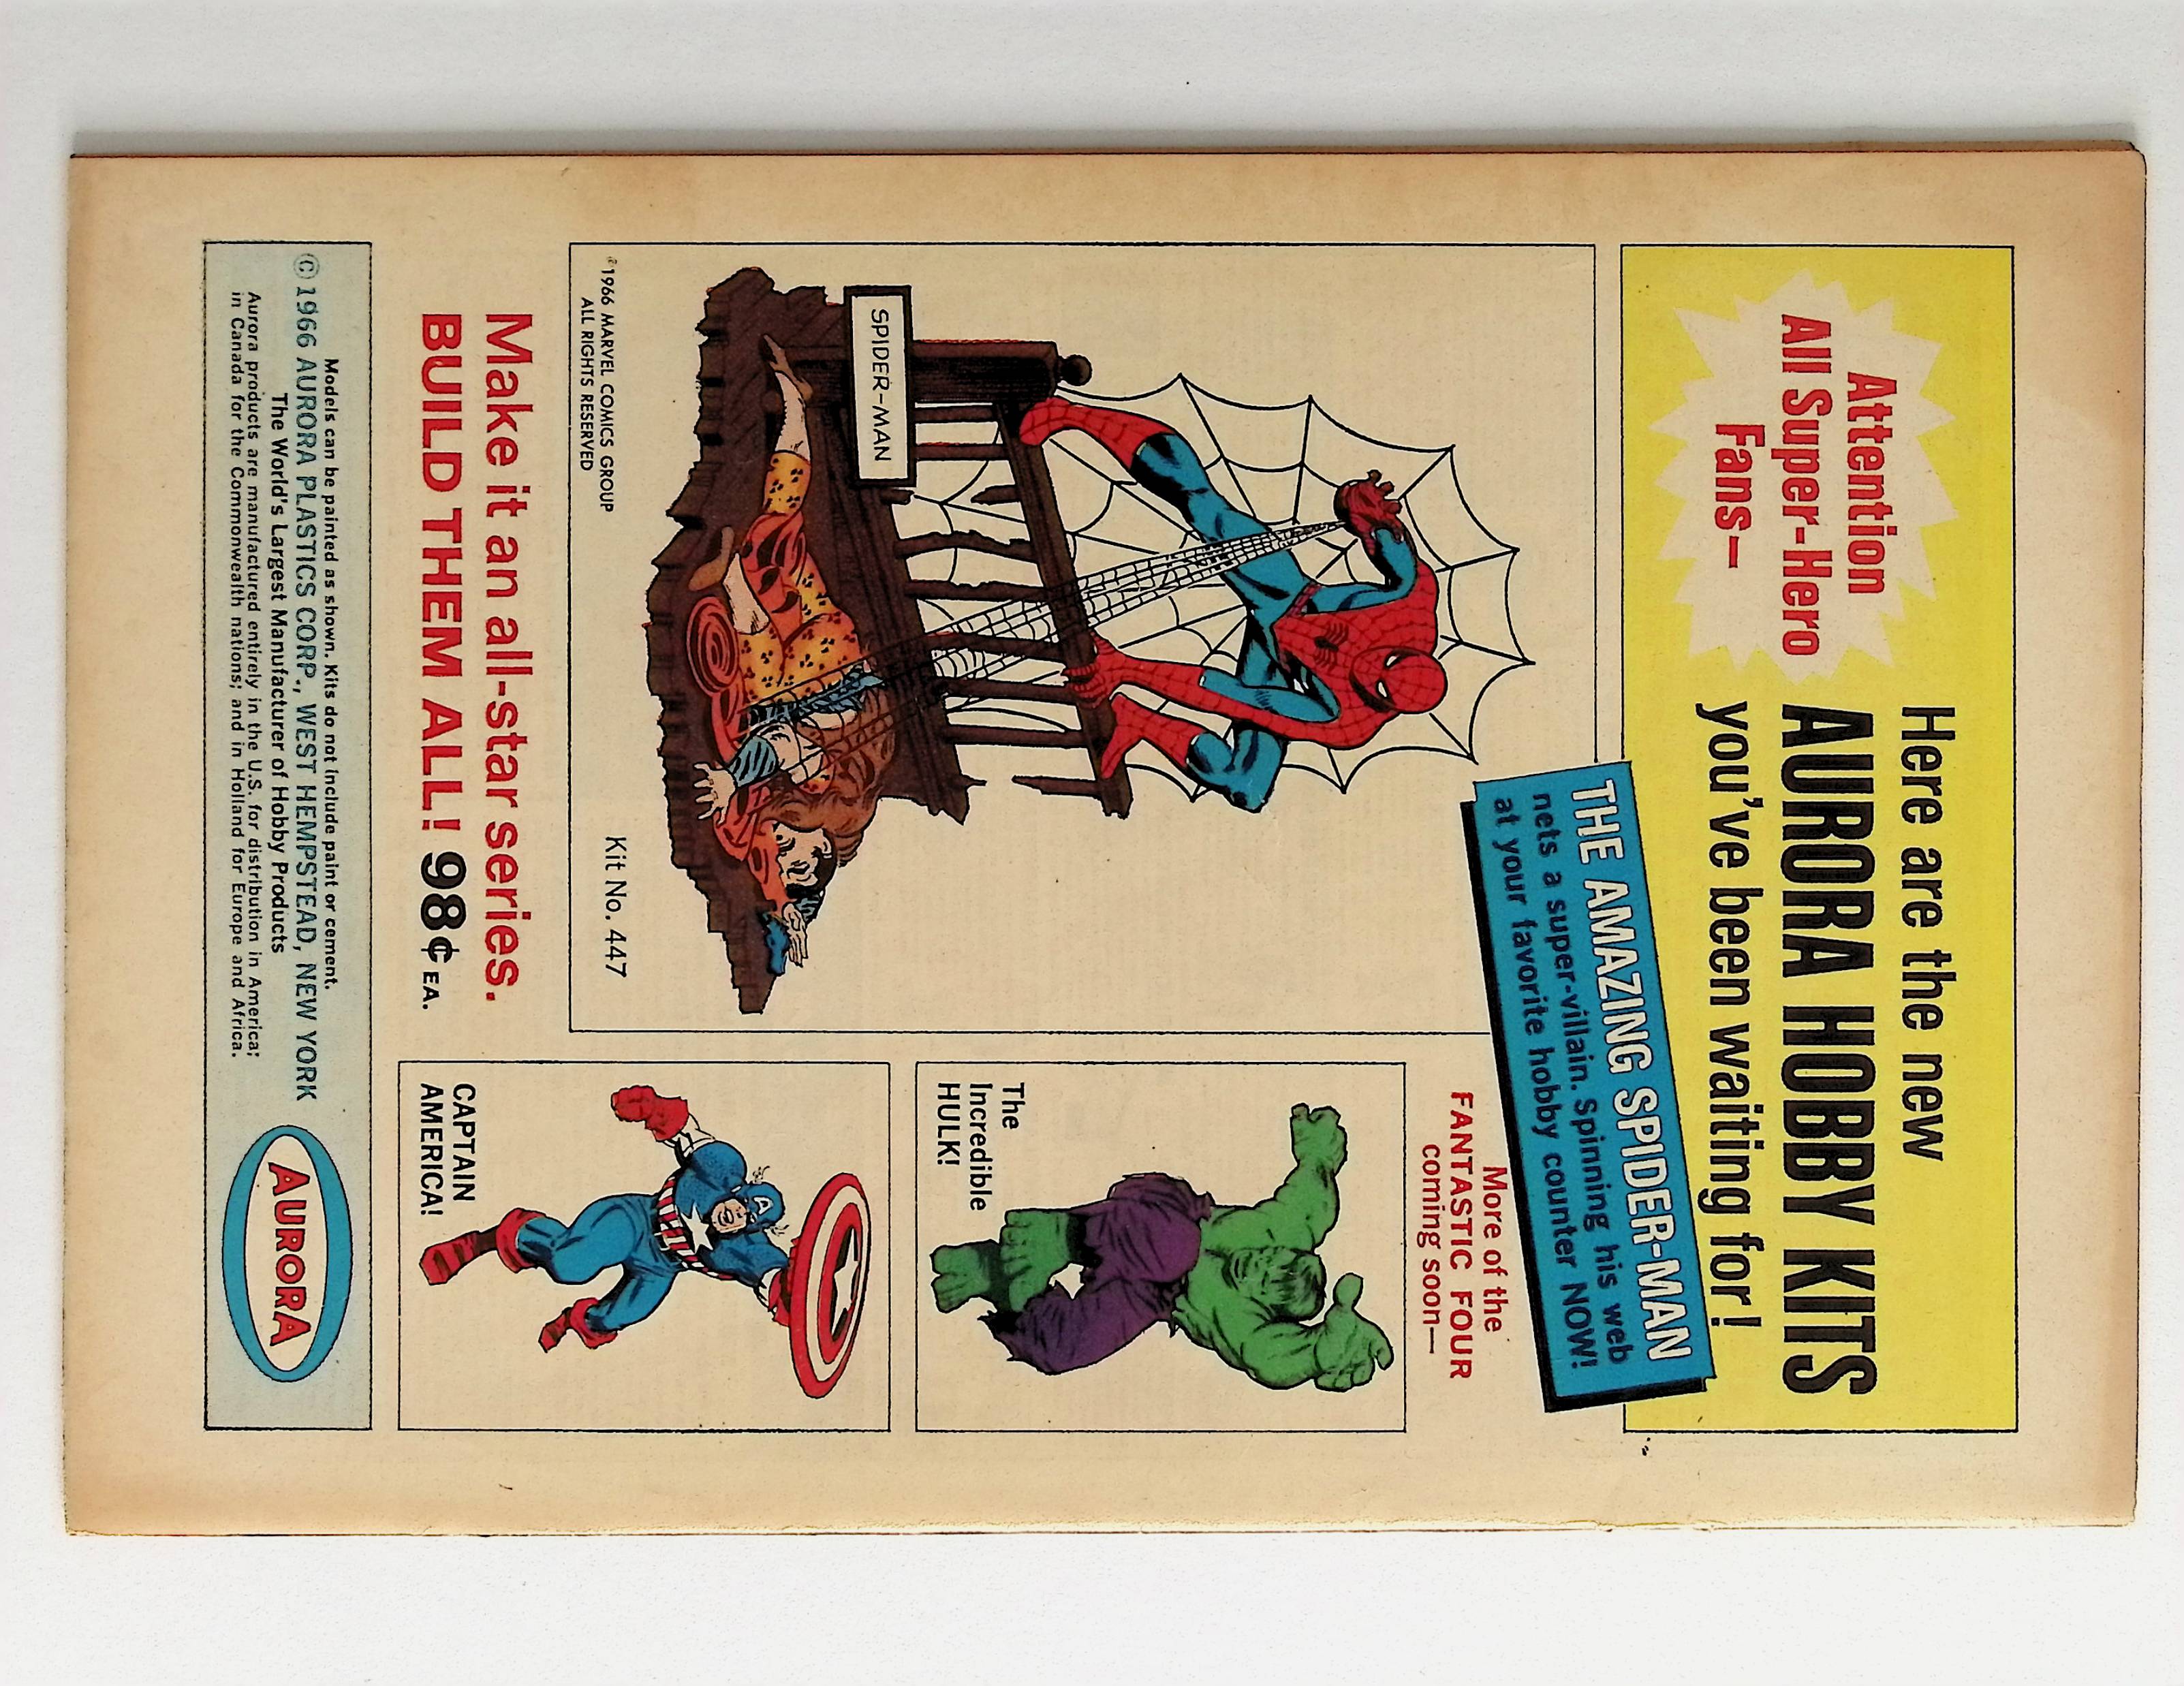 Attention
All Super-Hero
Fans—
Here are the new
AURORA HOBBY KITS
you've been waiting for!
THE AMAZING SPIDER-MAN
nets a super-villain. Spinning his web
at your favorite hobby counter NOW!
SPIDER-MAN
©1966 MARVEL COMICS GROUP
ALL RIGHTS RESERVED
Kit No. 447
More of the
FANTASTIC FOUR
coming soon—
The
Incredible
HULK!
CAPTAIN
AMERICA!
Make it an all-star series.
BUILD THEM ALL! 98¢ EA.
Models can be painted as shown. Kits do not include paint or cement.
© 1966 AURORA PLASTICS CORP., WEST HEMPSTEAD, NEW YORK
The World's Largest Manufacturer of Hobby Products
Aurora products are manufactured entirely in the U.S. for distribution in America;
in Canada for the Commonwealth nations; and in Holland for Europe and Africa.
AURORA